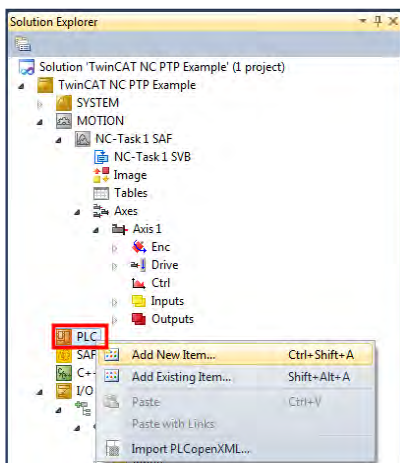 Solution Explorer
Solution 'TwinCAT NC PTP Example' (1 project)
TwinCAT NC PTP Example
SYSTEM
MOTION
NC-Task 1 SAF
NC-Task 1 SVB
Image
Tables
Axes
Axis 1
Enc
Drive
Ctrl
Inputs
Outputs
PLC
SAF
Add New Item... Ctrl+Shift+A
C++
Add Existing Item... Shift+Alt+A
I/O
Paste Ctrl+V
Paste with Links
Import PLCopenXML...